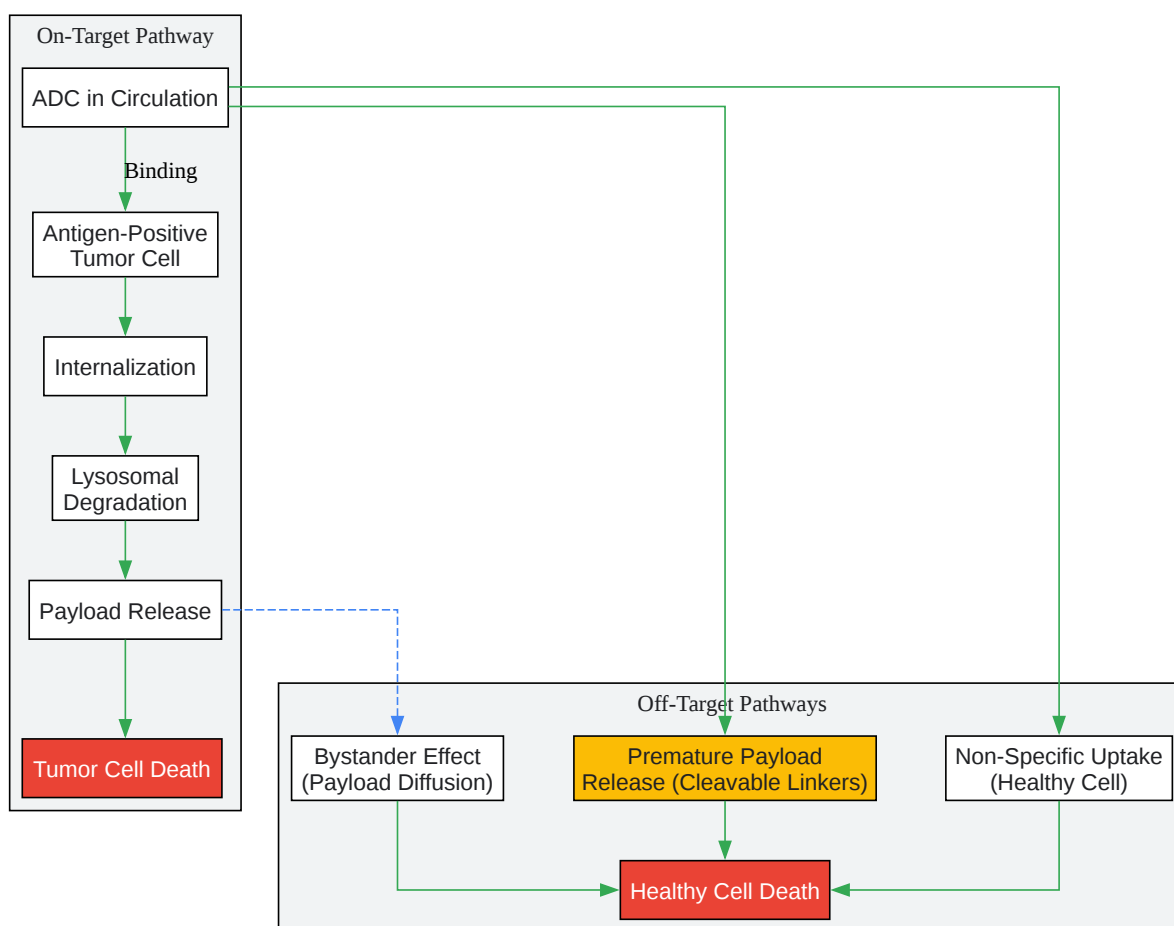 On-Target Pathway
ADC in Circulation
Binding
Antigen-Positive
Tumor Cell
Internalization
Lysosomal
Degradation
Payload Release
Tumor Cell Death
Off-Target Pathways
Bystander Effect
(Payload Diffusion)
Premature Payload
Release (Cleavable Linkers)
Non-Specific Uptake
(Healthy Cell)
Healthy Cell Death